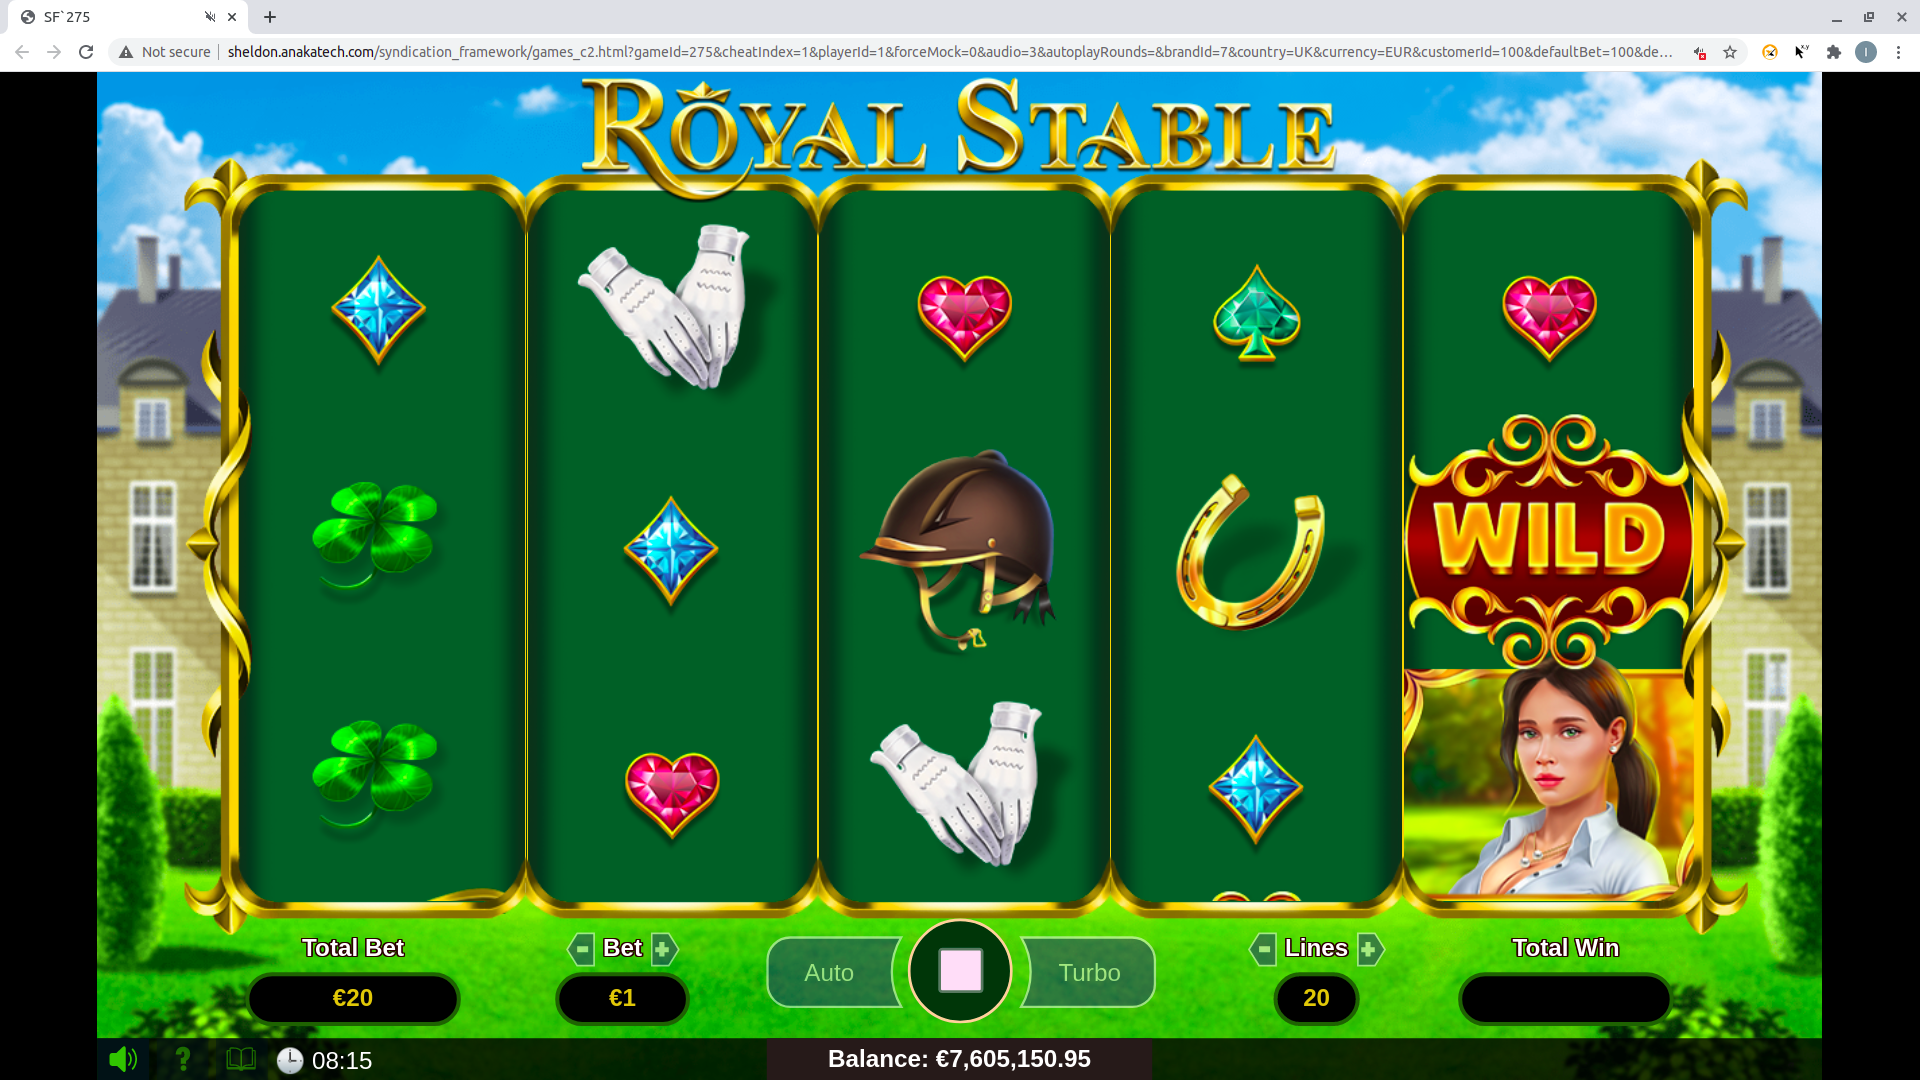 SF`275
Not secure
sheldon.anakatech.com/syndication_framework/games_c2.html?gameId=275&cheatIndex=1&playerId=1&forceMock=0&audio=3&autoplayRounds=&brandId=7&country=UK&currency=EUR&customerId=100&defaultBet=100&de...
I
ROYAL STABLE
WILD
Total Bet
€20
- Bet +
€1
Auto
Turbo
- Lines +
20
Total Win
? 08:15
Balance: €7,605,150.95